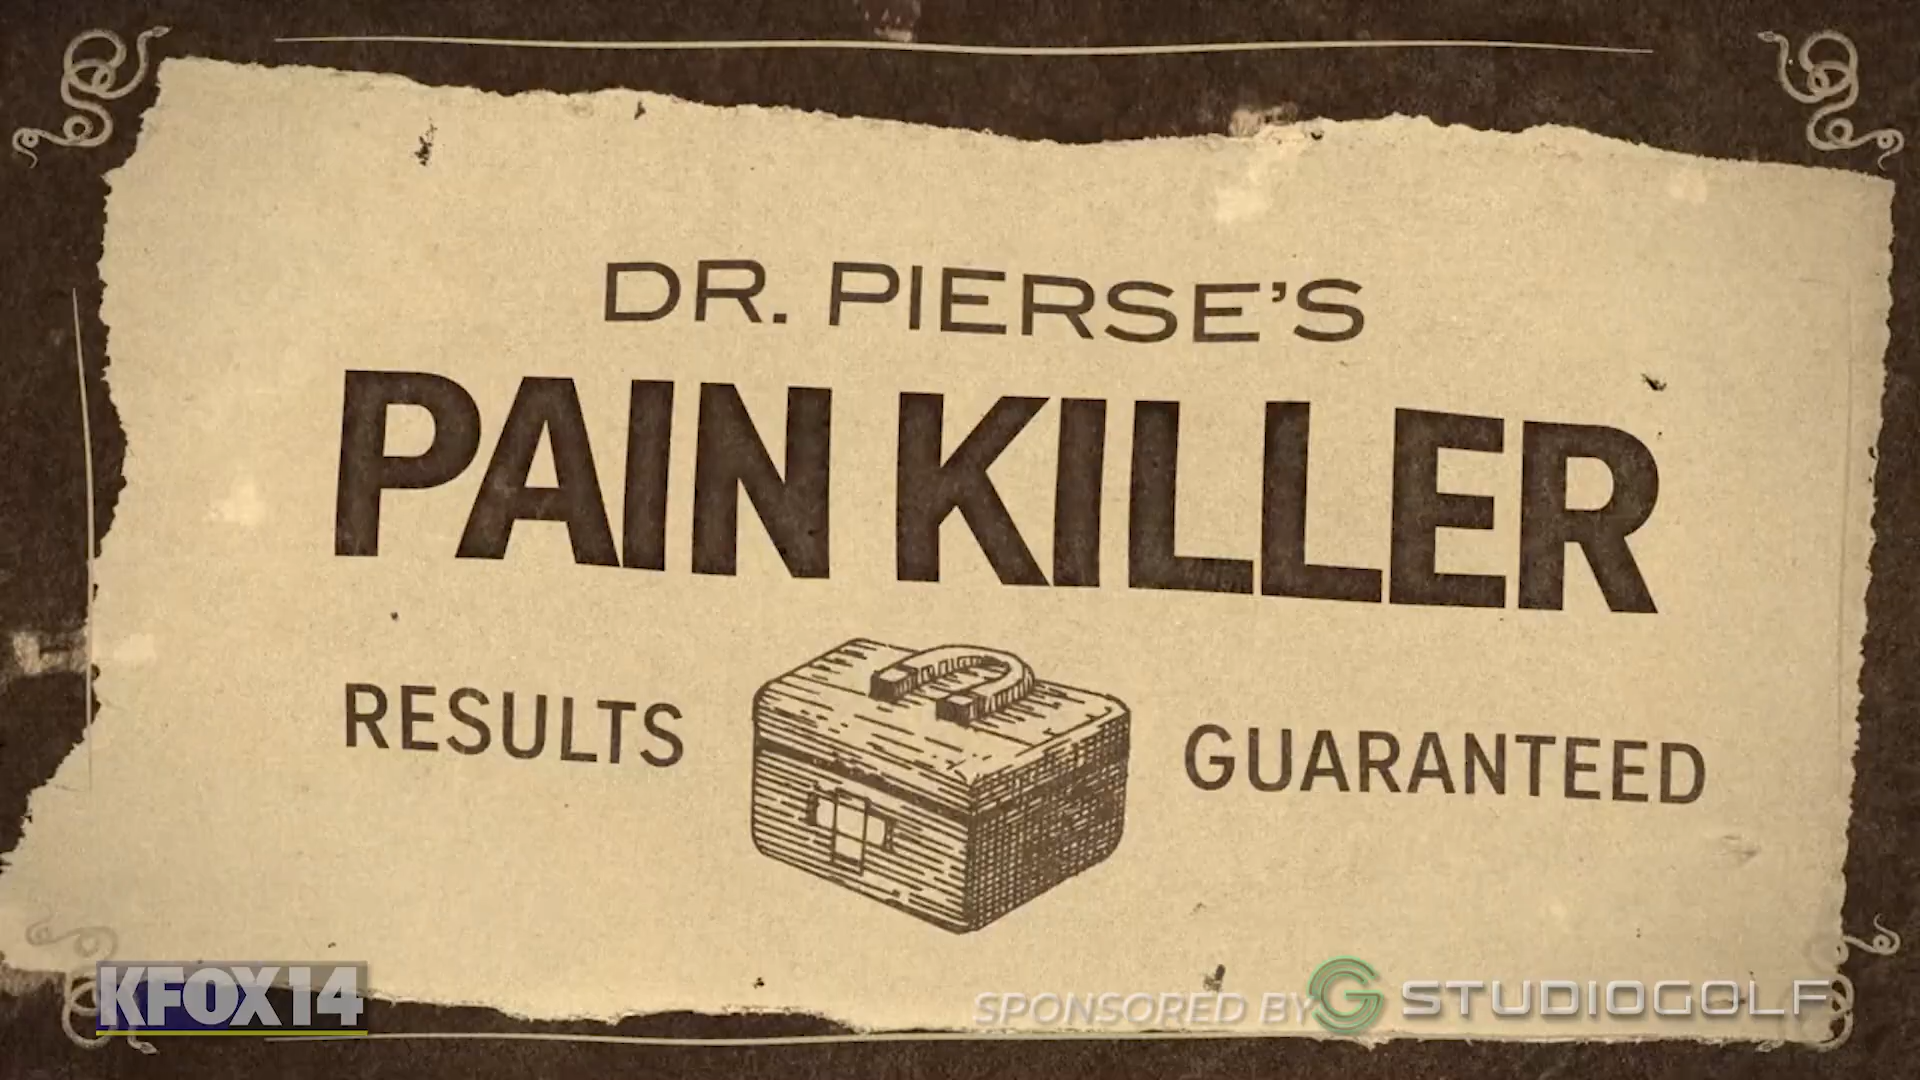 DR. PIERSE'S
PAIN KILLER
RESULTS GUARANTEED
KFOX14
SPONSORED BY G STUDIOGOLF